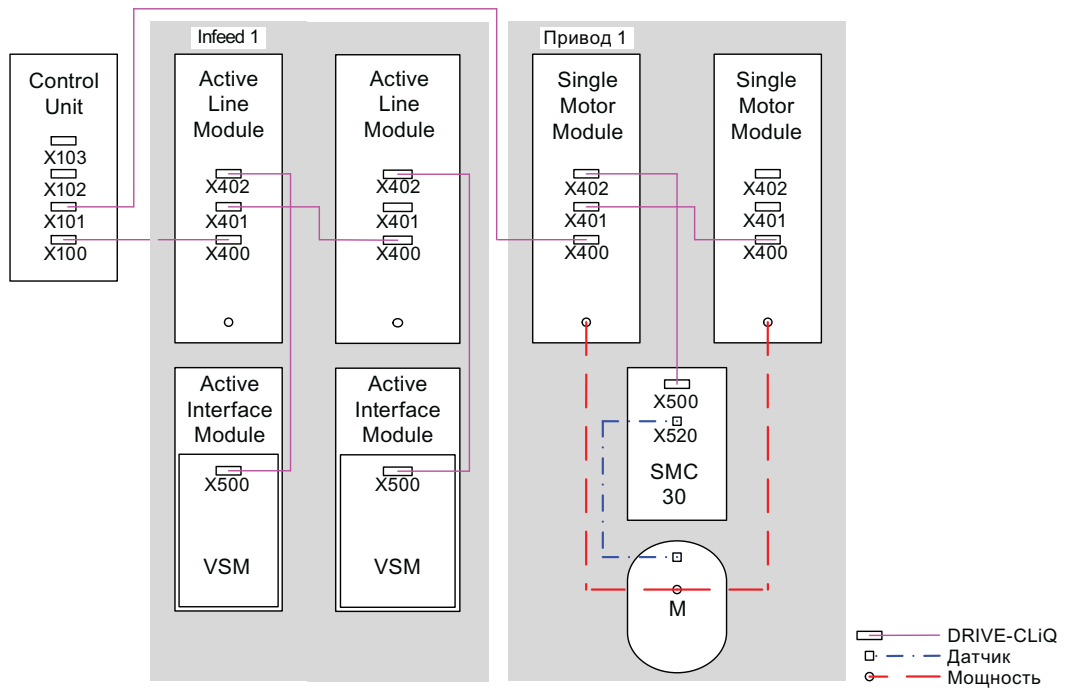 Infeed 1
Привод 1
Control
Unit
X103
X102
X101
X100
Active
Line
Module
X402
X401
X400
Active
Line
Module
X402
X401
X400
Single
Motor
Module
X402
X401
X400
Single
Motor
Module
X402
X401
X400
Active
Interface
Module
X500
VSM
Active
Interface
Module
X500
VSM
X500
X520
SMC
30
M
DRIVE-CLiQ
Датчик
Мощность